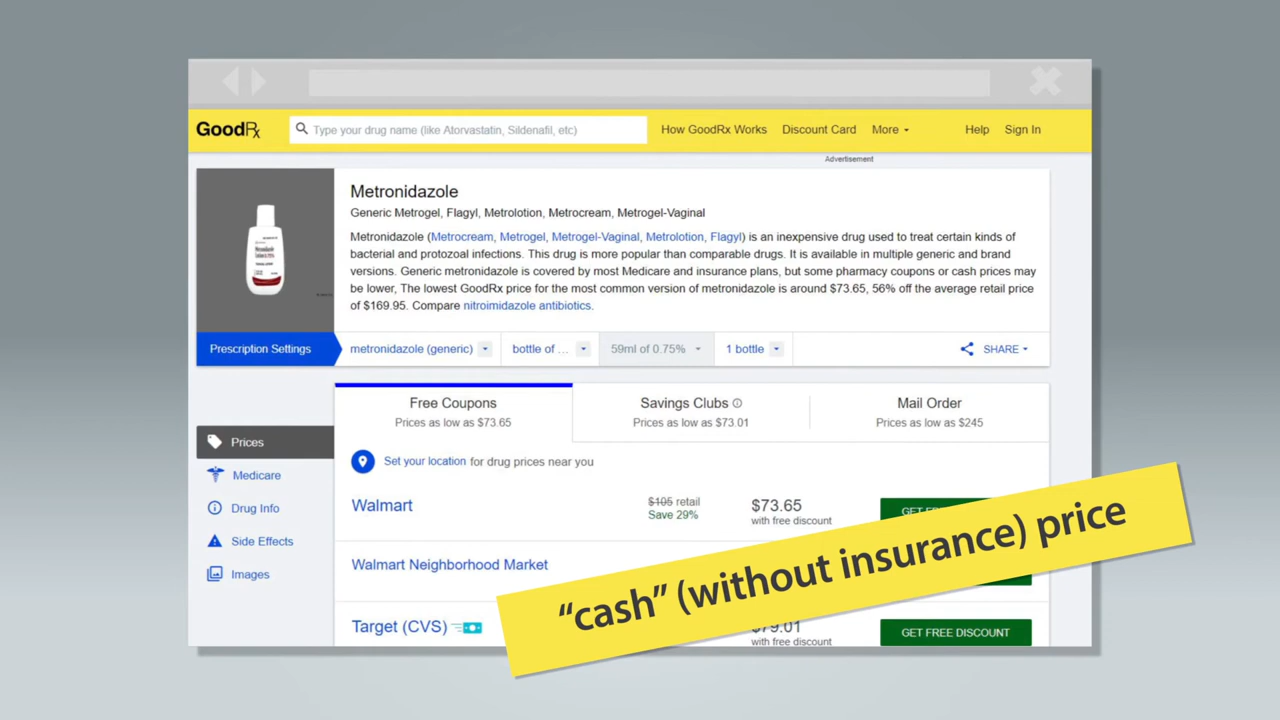 GoodRx
Type your drug name (like Atorvastatin, Sildenafil, etc)
How GoodRx Works
Discount Card
More
Help
Sign In
Advertisement
Metronidazole
Generic Metrogel, Flagyl, Metrolotion, Metrocream, Metrogel-Vaginal
Metronidazole (Metrocream, Metrogel, Metrogel-Vaginal, Metrolotion, Flagyl) is an inexpensive drug used to treat certain kinds of
bacterial and protozoal infections. This drug is more popular than comparable drugs. It is available in multiple generic and brand
versions. Generic metronidazole is covered by most Medicare and insurance plans, but some pharmacy coupons or cash prices may
be lower, The lowest GoodRx price for the most common version of metronidazole is around $73.65, 56% off the average retail price
of $169.95. Compare nitroimidazole antibiotics.
Prescription Settings
metronidazole (generic)
bottle of ...
59ml of 0.75%
1 bottle
SHARE
Free Coupons
Prices as low as $73.65
Savings Clubs
Prices as low as $73.01
Mail Order
Prices as low as $245
Prices
Medicare
Drug Info
Side Effects
Images
Set your location for drug prices near you
Walmart
$105 retail
Save 29%
$73.65
with free discount
GET
Walmart Neighborhood Market
Target (CVS)
$79.01
with free discount
GET FREE DISCOUNT
“cash” (without insurance) price